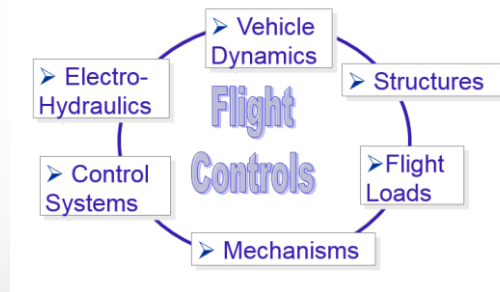 ➢ Vehicle
Dynamics
➢ Electro-
Hydraulics
➢ Structures
Flight
Controls
➢ Control
Systems
➢Flight
Loads
➢ Mechanisms